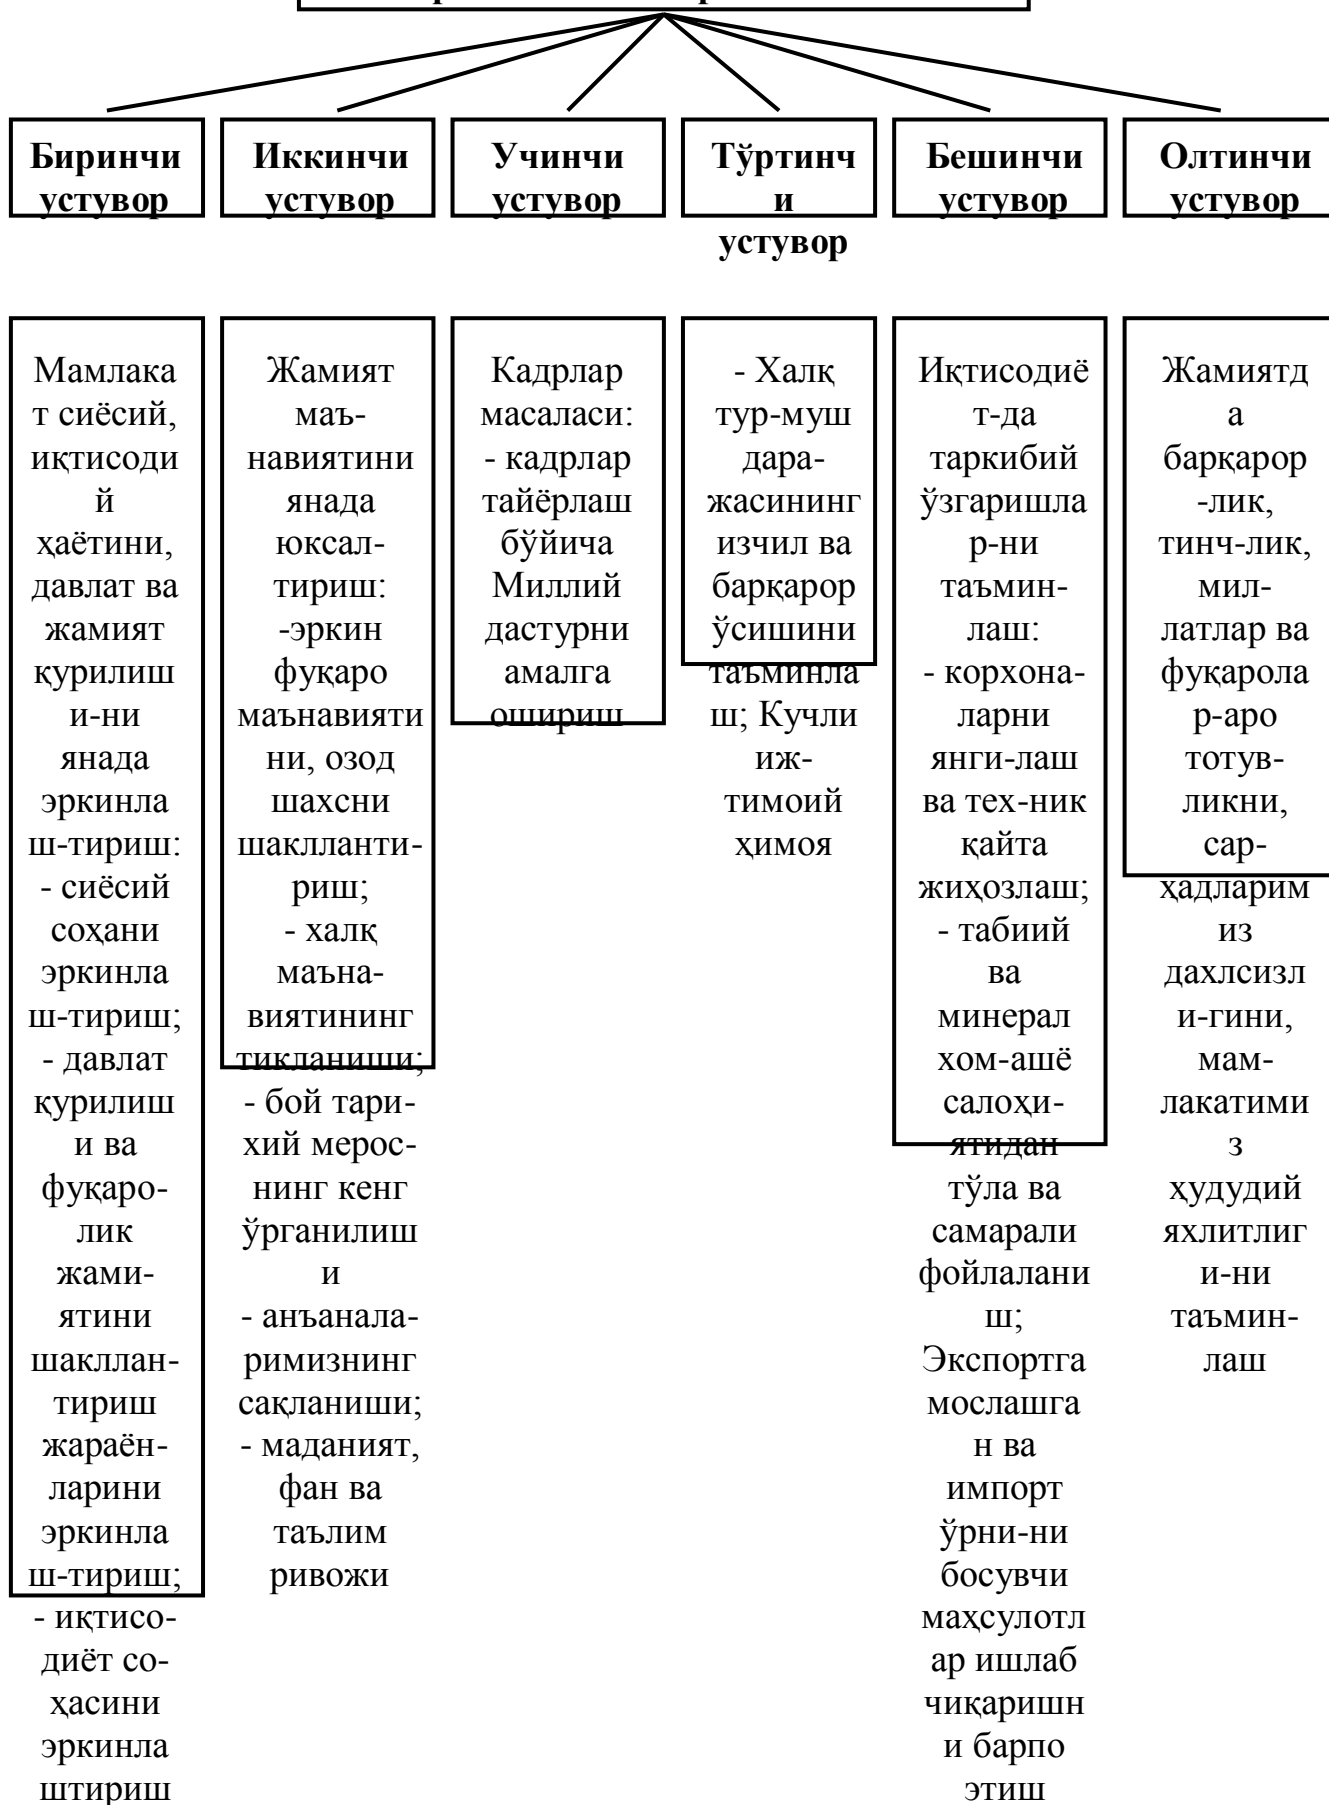 Биринчи
устувор
Иккинчи
устувор
Учинчи
устувор
Тўртинч
и
устувор
Бешинчи
устувор
Олтинчи
устувор
Мамлака
т сиёсий,
иқтисоди
й
ҳаётини,
давлат ва
жамият
қурилиш
и-ни
янада
эркинла
ш-тириш:
- сиёсий
соҳани
эркинла
ш-тириш;
- давлат
қурилиш
и ва
фуқаро-
лик
жами-
ятини
шакллан-
тириш
жараён-
ларини
эркинла
ш-тириш;
- иқтисо-
диёт со-
ҳасини
эркинла
штириш
Жамият
маъ-
навиятини
янада
юксал-
тириш:
-эркин
фуқаро
маънавияти
ни, озод
шахсни
шакллanти-
риш;
- халқ
маъна-
виятининг
тикланиши;
- бой тари-
хий мерос-
нинг кенг
ўрганилиш
и
- анъанала-
римизнинг
сақланиши;
- маданият,
фан ва
таълим
ривожи
Кадрлар
масаласи:
- кадрлар
тайёрлаш
бўйича
Миллий
дастурни
амалга
ошириш
- Халқ
тур-муш
дара-
жасининг
изчил ва
барқарор
ўсишини
таъминла
ш; Кучли
иж-
тимоий
ҳимоя
Иқтисодиё
т-да
таркибий
ўзгаришла
р-ни
таъмин-
лаш:
- корхона-
ларни
янги-лаш
ва тех-ник
қайта
жиҳозлаш;
- табиий
ва
минерал
хом-ашё
салоҳи-
ятидан
тўла ва
самарали
фойлалани
ш;
Экспортга
мослашга
н ва
импорт
ўрни-ни
босувчи
маҳсулотл
ар ишлаб
чиқаришн
и барпо
этиш
Жамиятд
а
барқарор
-лик,
тинч-лик,
мил-
латлар ва
фуқарола
р-аро
тотув-
ликни,
сар-
ҳадларим
из
дахлсизл
и-гини,
мам-
лакатими
з
ҳудудий
яхлитлиг
и-ни
таъмин-
лаш